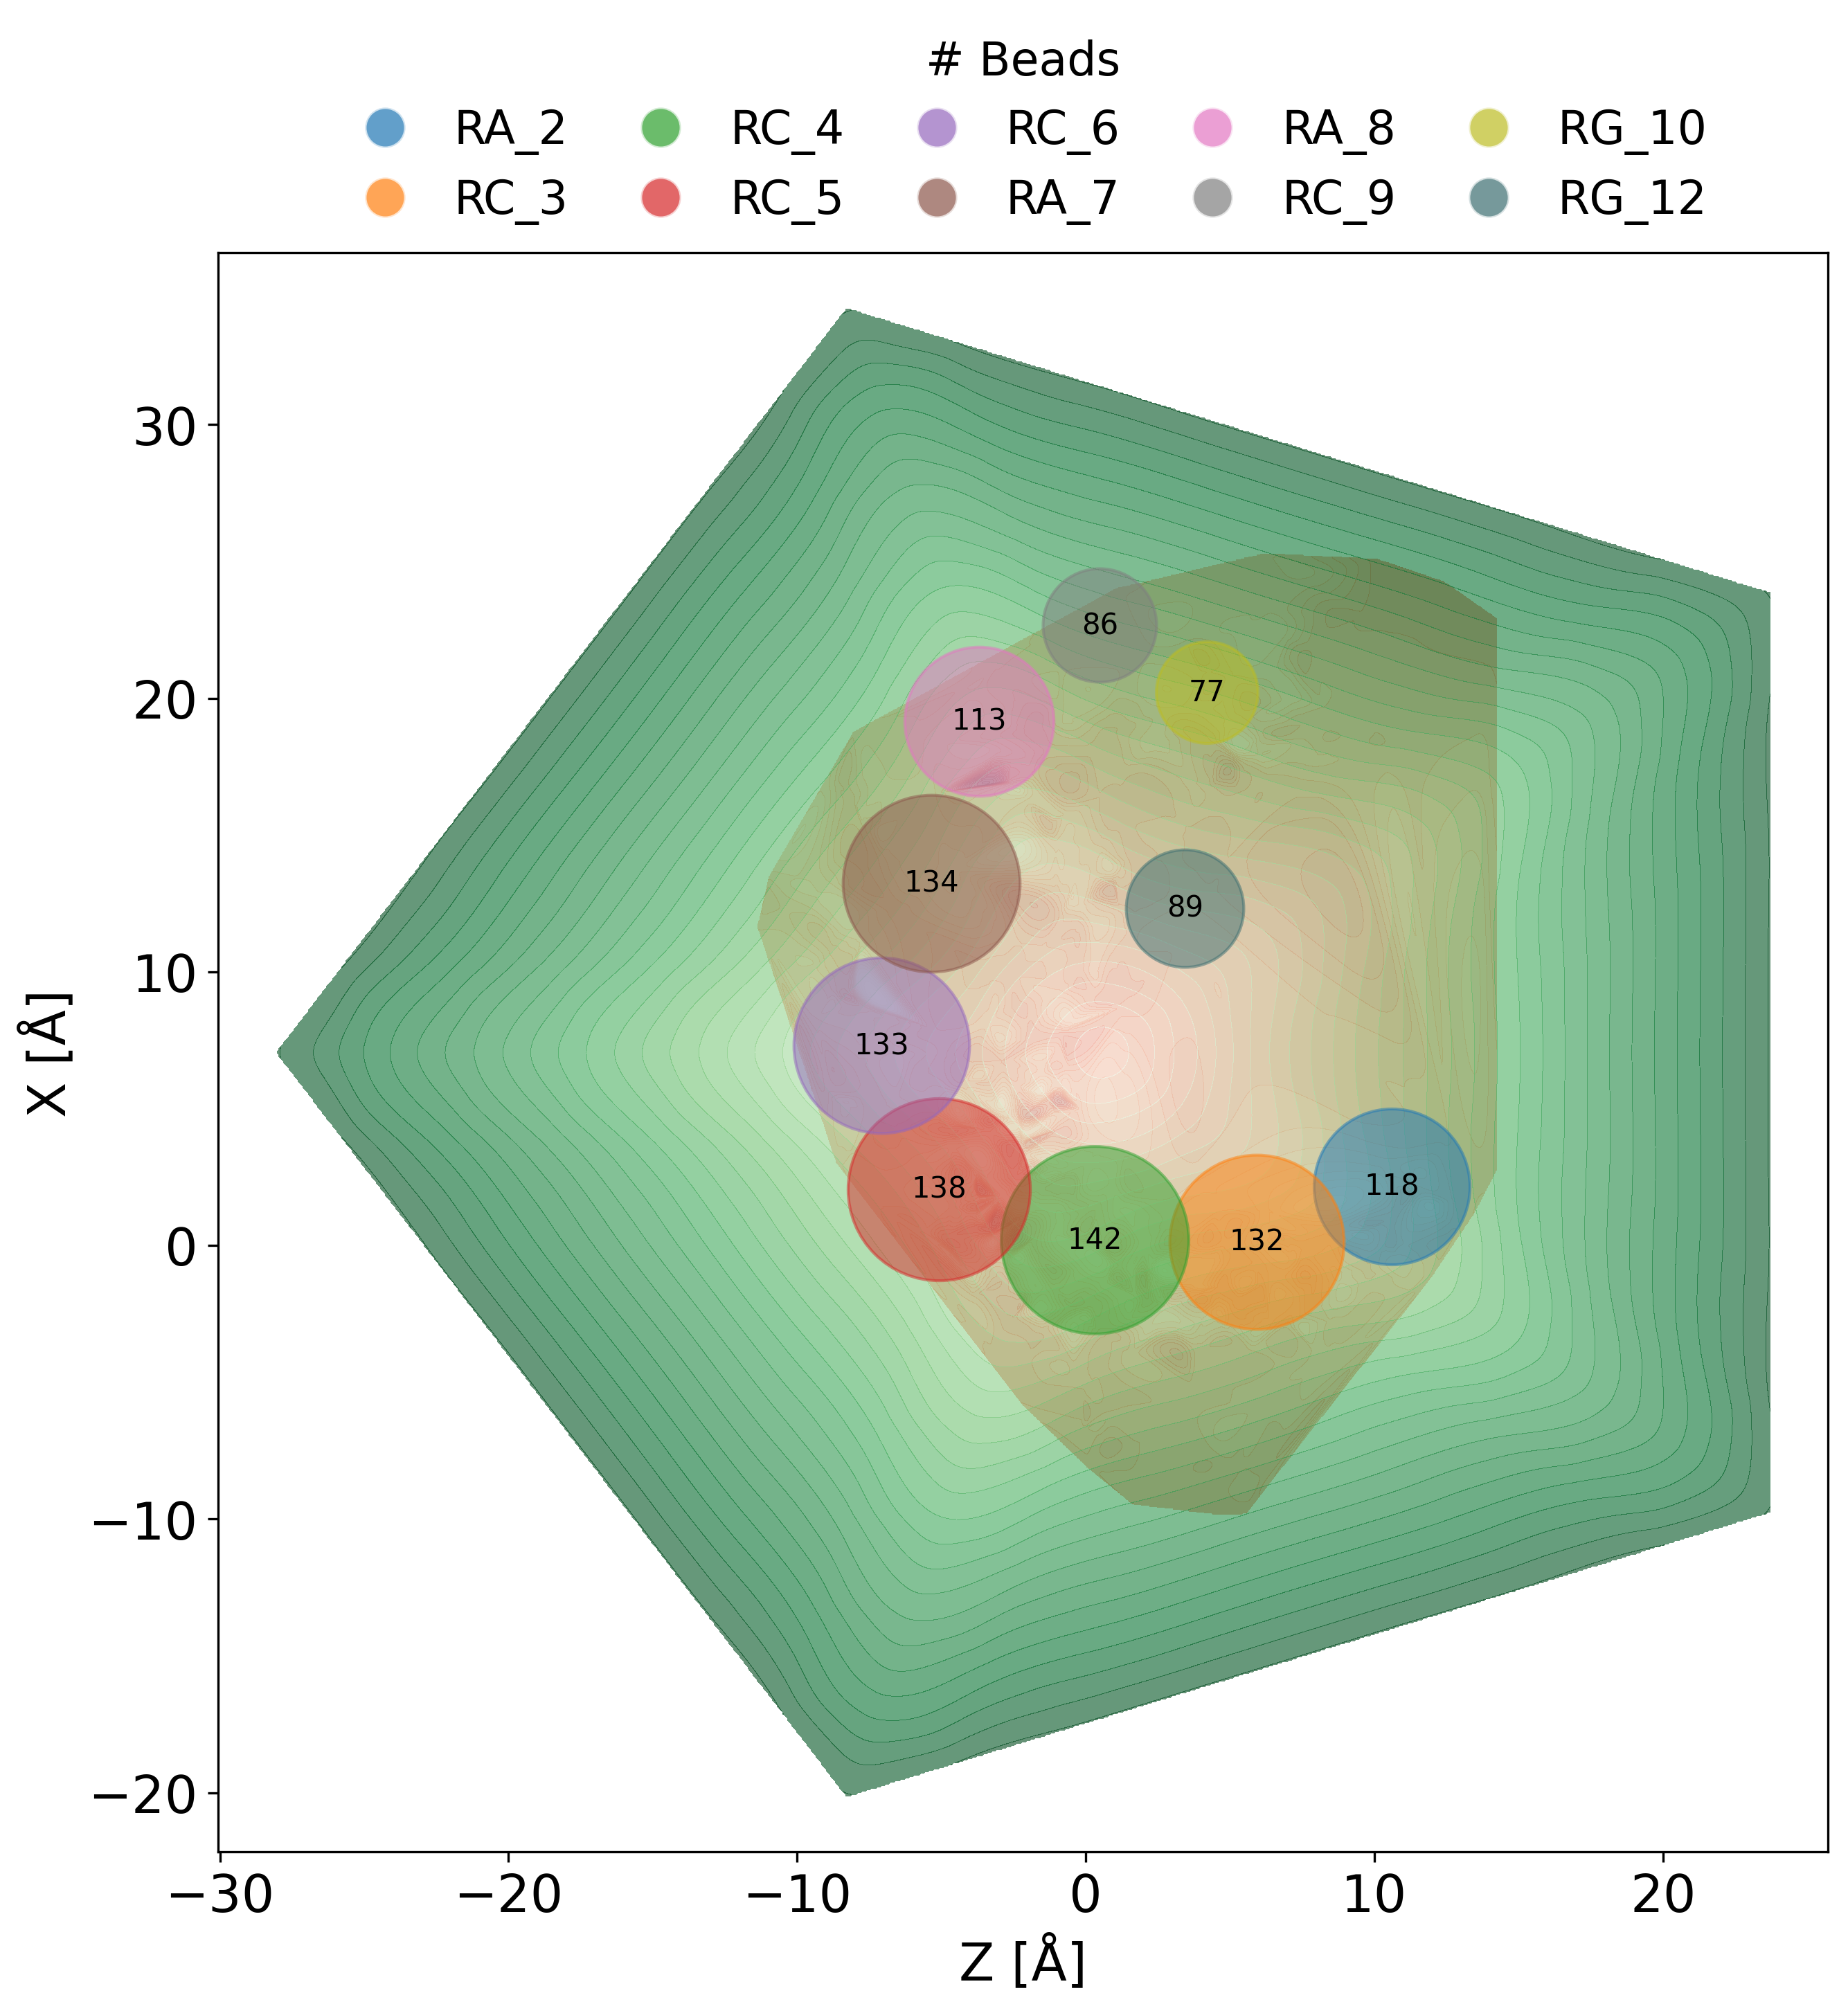 # Beads
RA_2 RC_4 RC_6 RA_8 RG_10
RC_3 RC_5 RA_7 RC_9 RG_12
30
20
10
0
−10
−20
X [Å]
86
77
113
134
89
133
138
142
132
118
−30 −20 −10 0 10 20
Z [Å]